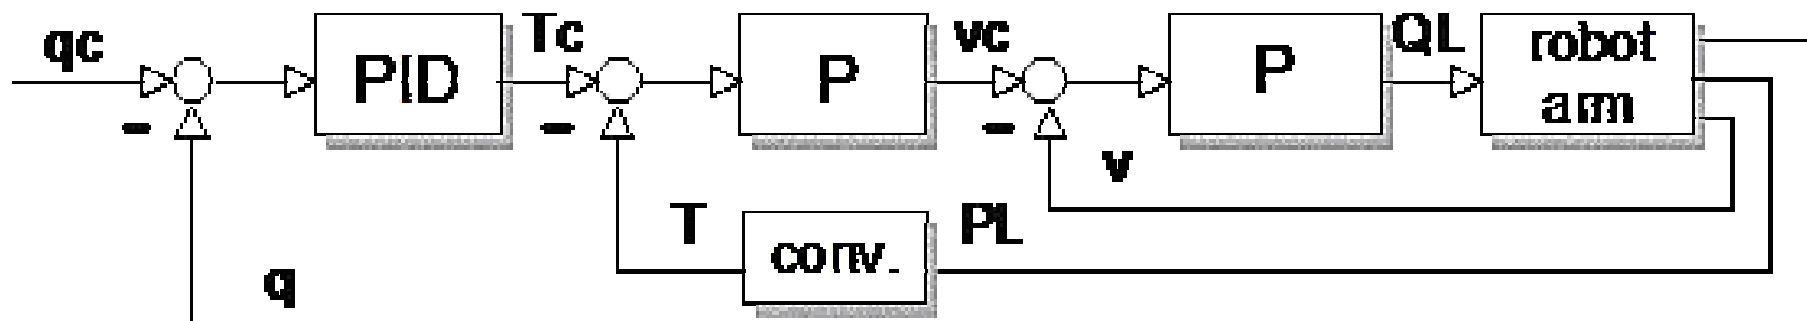 qc
PID
Tc
P
vc
P
QL
robot
arm
-
-
-
v
T
conv.
PL
q